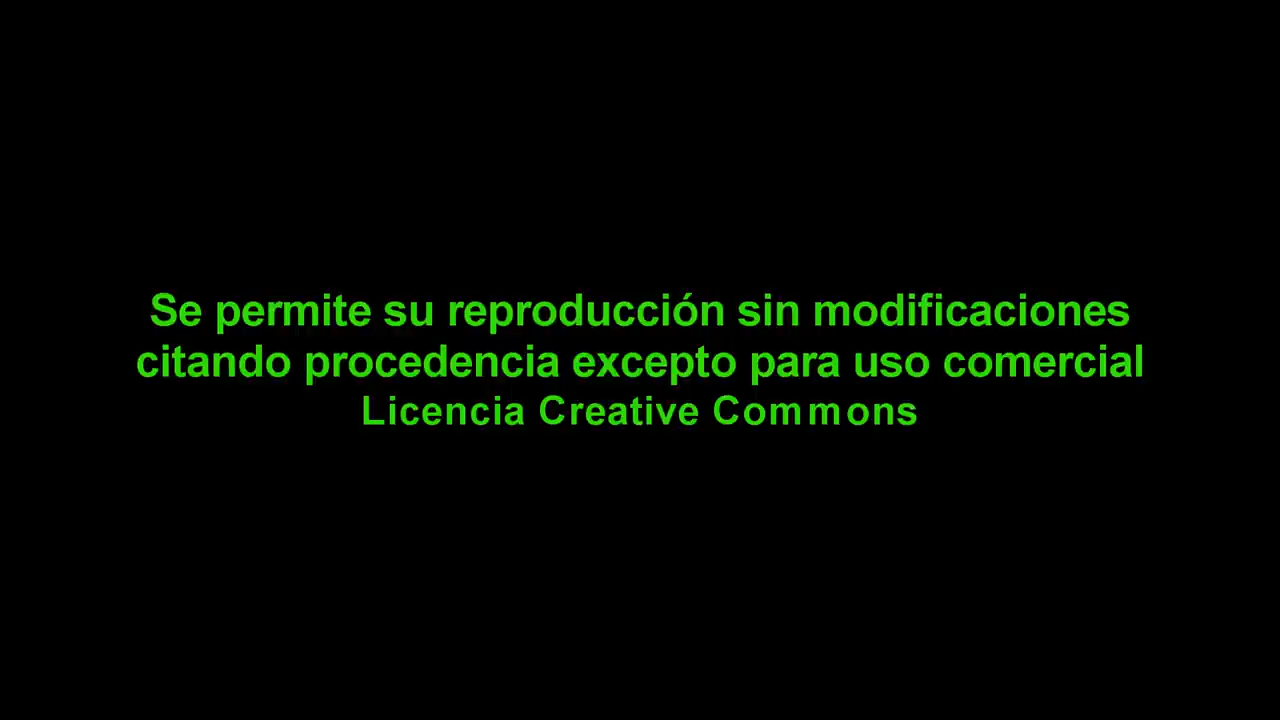 Se permite su reproducción sin modificaciones
citando procedencia excepto para uso comercial
Licencia Creative Commons